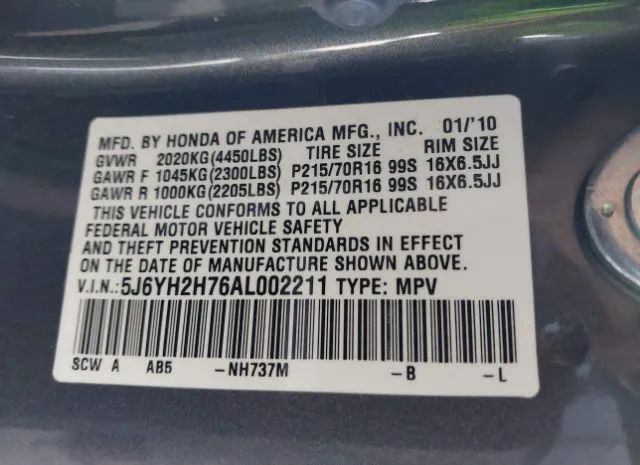 MFD. BY HONDA OF AMERICA MFG., INC. 01/'10
GVWR 2020KG(4450LBS) TIRE SIZE RIM SIZE
GAWR F 1045KG(2300LBS) P215/70R16 99S 16X6.5JJ
GAWR R 1000KG(2205LBS) P215/70R16 99S 16X6.5JJ
THIS VEHICLE CONFORMS TO ALL APPLICABLE
FEDERAL MOTOR VEHICLE SAFETY
AND THEFT PREVENTION STANDARDS IN EFFECT
ON THE DATE OF MANUFACTURE SHOWN ABOVE.
V.I.N.:5J6YH2H76AL002211 TYPE: MPV
SCW A AB5 -NH737M -B -L